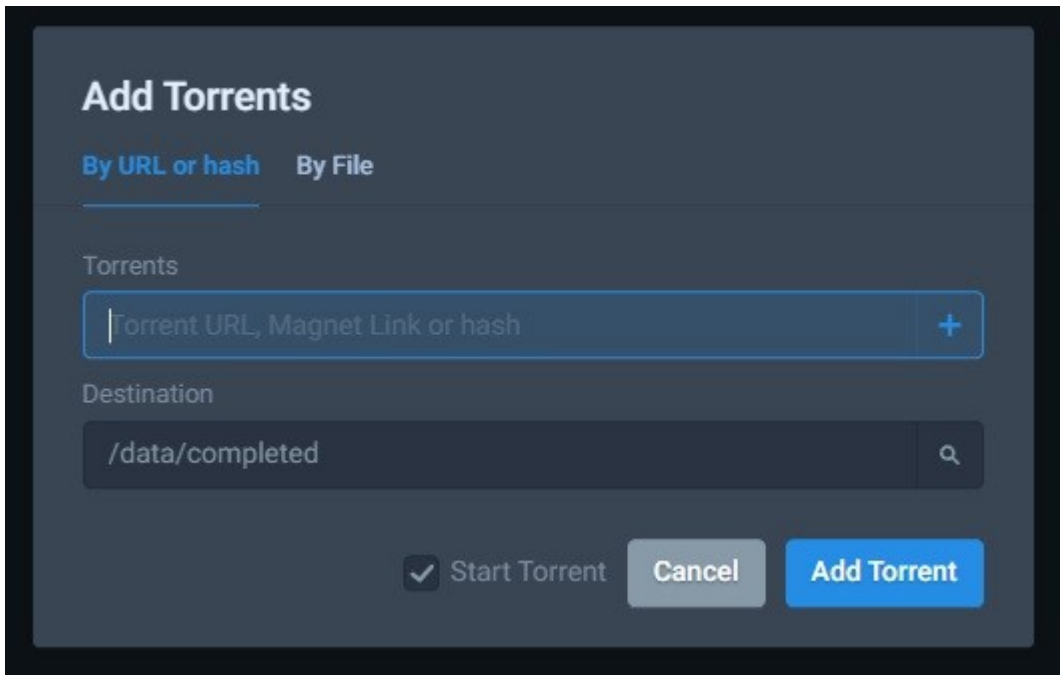 Add Torrents
By URL or hash By File
Torrents
Torrent URL, Magnet Link or hash
Destination
/data/completed
Start Torrent Cancel Add Torrent